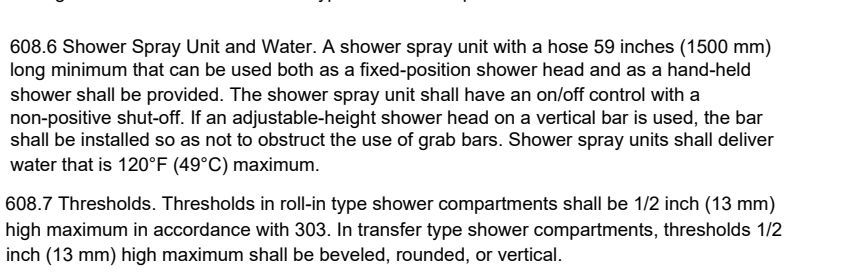 608.6 Shower Spray Unit and Water. A shower spray unit with a hose 59 inches (1500 mm)
long minimum that can be used both as a fixed-position shower head and as a hand-held
shower shall be provided. The shower spray unit shall have an on/off control with a
non-positive shut-off. If an adjustable-height shower head on a vertical bar is used, the bar
shall be installed so as not to obstruct the use of grab bars. Shower spray units shall deliver
water that is 120°F (49°C) maximum.
608.7 Thresholds. Thresholds in roll-in type shower compartments shall be 1/2 inch (13 mm)
high maximum in accordance with 303. In transfer type shower compartments, thresholds 1/2
inch (13 mm) high maximum shall be beveled, rounded, or vertical.